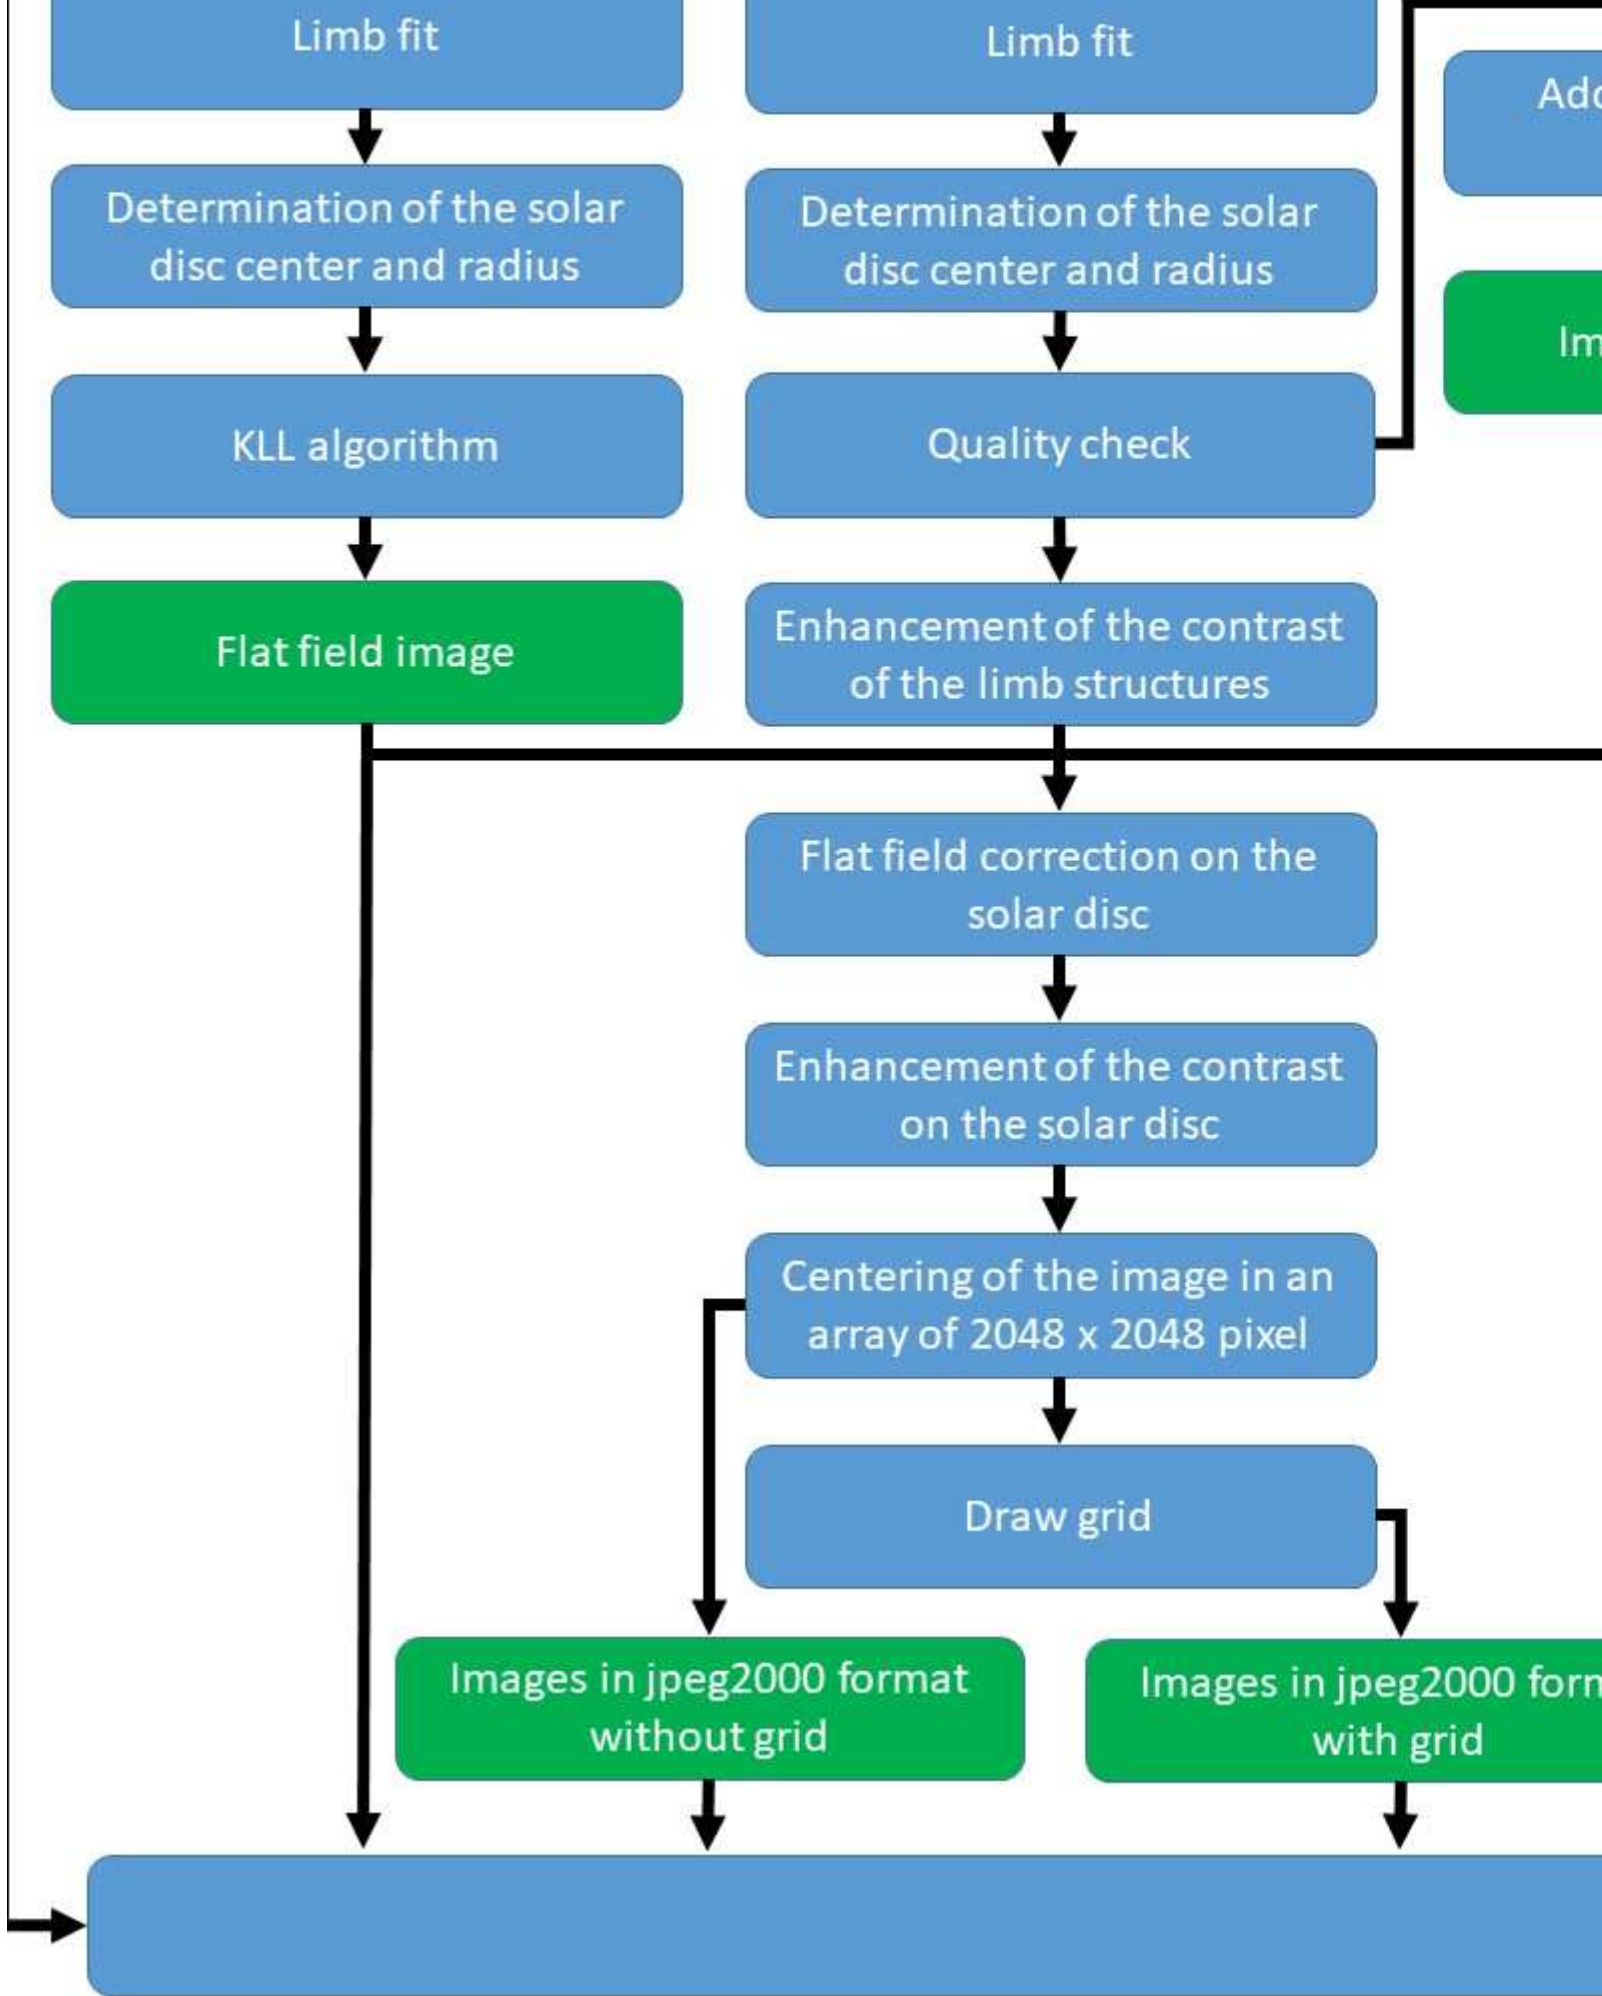 Limb fit
Determination of the solar
disc center and radius
KLL algorithm
Flat field image
Limb fit
Determination of the solar
disc center and radius
Quality check
Enhancement of the contrast
of the limb structures
Flat field correction on the
solar disc
Enhancement of the contrast
on the solar disc
Centering of the image in an
array of 2048 x 2048 pixel
Draw grid
Images in jpeg2000 format
without grid
Images in jpeg2000
with grid